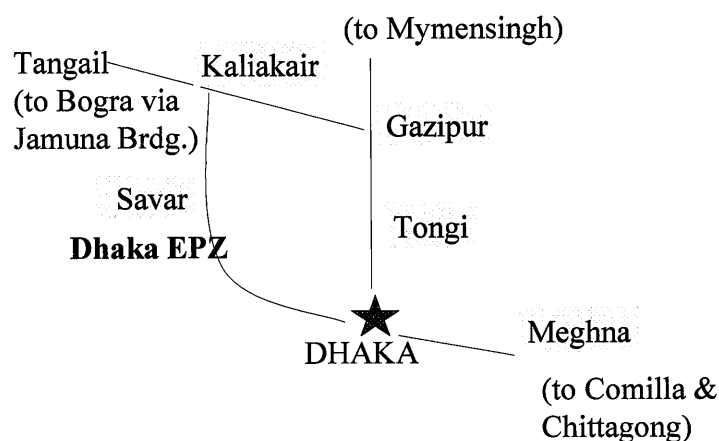 (to Mymensingh)
Tangail
Kaliakair
(to Bogra via
Jamuna Brdg.)
Gazipur
Savar
Tongi
Dhaka EPZ
DHAKA
Meghna
(to Comilla &
Chittagong)